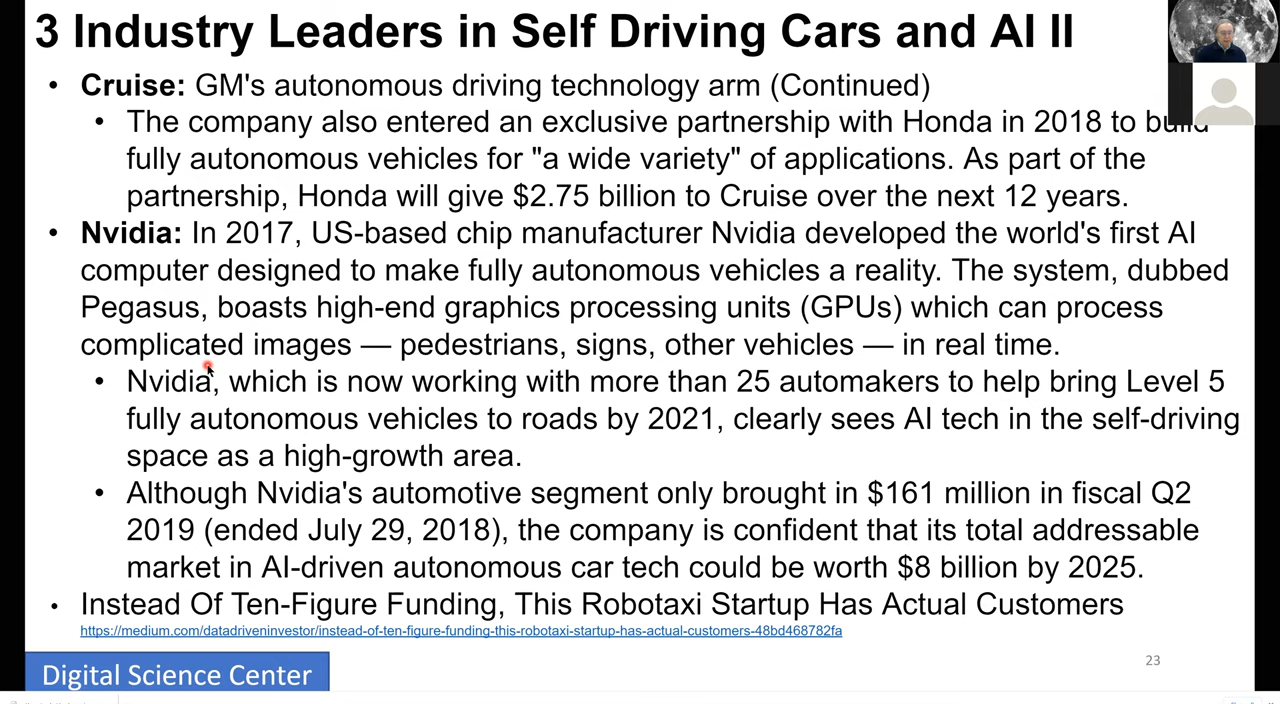 3 Industry Leaders in Self Driving Cars and AI II
• Cruise: GM's autonomous driving technology arm (Continued)
• The company also entered an exclusive partnership with Honda in 2018 to build
fully autonomous vehicles for "a wide variety" of applications. As part of the
partnership, Honda will give $2.75 billion to Cruise over the next 12 years.
• Nvidia: In 2017, US-based chip manufacturer Nvidia developed the world's first AI
computer designed to make fully autonomous vehicles a reality. The system, dubbed
Pegasus, boasts high-end graphics processing units (GPUs) which can process
complicated images — pedestrians, signs, other vehicles — in real time.
• Nvidia, which is now working with more than 25 automakers to help bring Level 5
fully autonomous vehicles to roads by 2021, clearly sees AI tech in the self-driving
space as a high-growth area.
• Although Nvidia's automotive segment only brought in $161 million in fiscal Q2
2019 (ended July 29, 2018), the company is confident that its total addressable
market in AI-driven autonomous car tech could be worth $8 billion by 2025.
• Instead Of Ten-Figure Funding, This Robotaxi Startup Has Actual Customers
https://medium.com/datadriveninvestor/instead-of-ten-figure-funding-this-robotaxi-startup-has-actual-customers-48bd468782fa
23
Digital Science Center